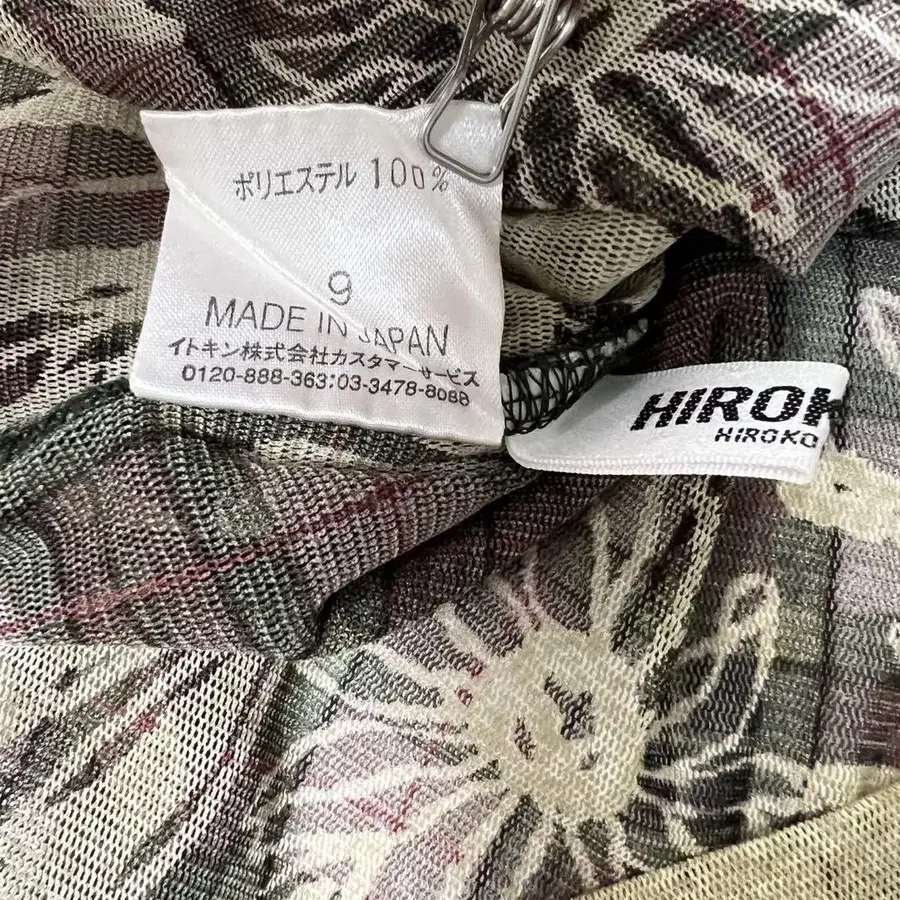 ポリエステル 100%
9
MADE IN JAPAN
イトキン株式会社カスタマーサービス
0120-888-363:03-3478-8088
HIROK
HIROKO